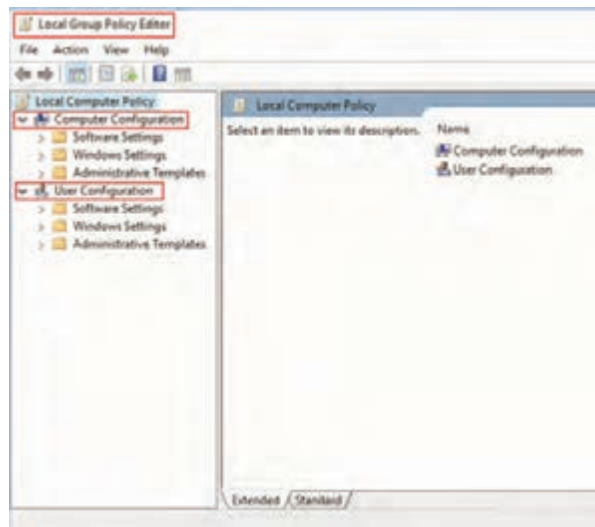 Local Group Policy Editor
File Action View Help
Local Computer Policy
Computer Configuration
Software Settings
Windows Settings
Administrative Templates
User Configuration
Software Settings
Windows Settings
Administrative Templates
Local Computer Policy
Select an item to view its description.
Name
Computer Configuration
User Configuration
Extended Standard